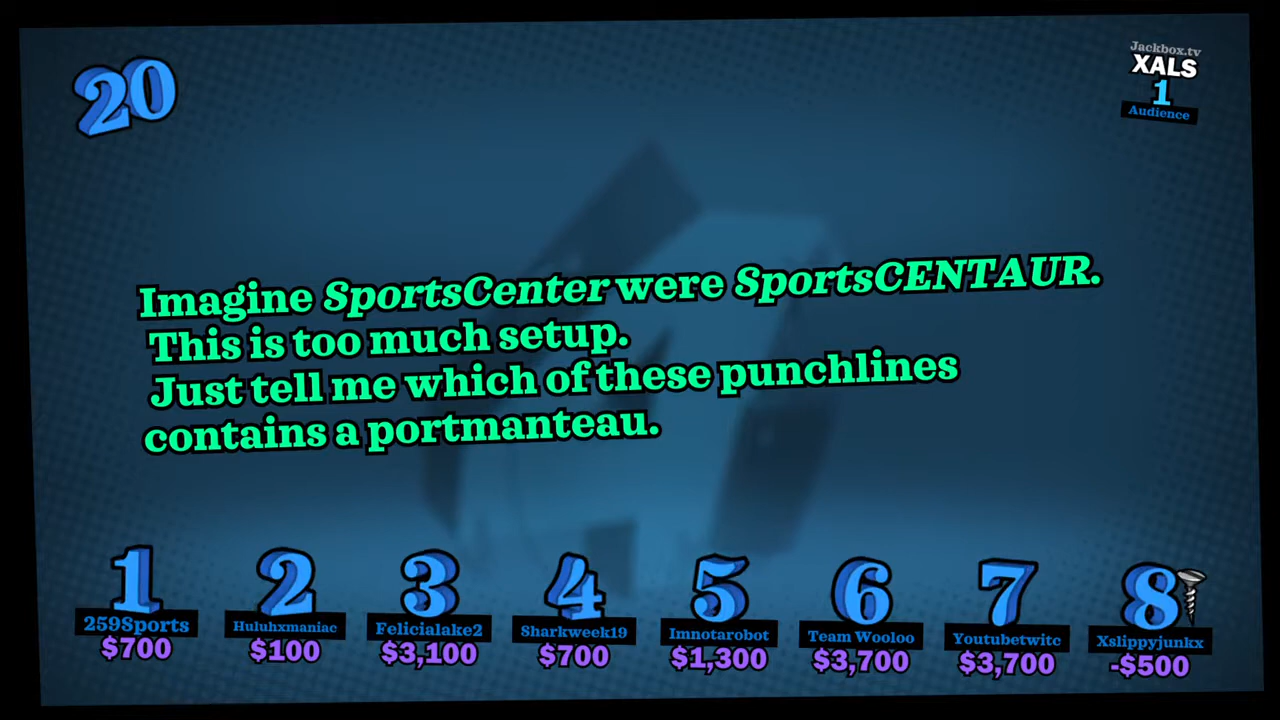 20
Jackbox.tv
XALS
1
Audience
Imagine SportsCenter were SportsCENTAUR.
This is too much setup.
Just tell me which of these punchlines
contains a portmanteau.
1 2 3 4 5 6 7 8
259Sports Huluhxmaniac Felicialake2 Sharkweek19 Imnotarobot Team Wooloo Youtubetwitc Xslippyjunkx
$700 $100 $3,100 $700 $1,300 $3,700 $3,700 -$500